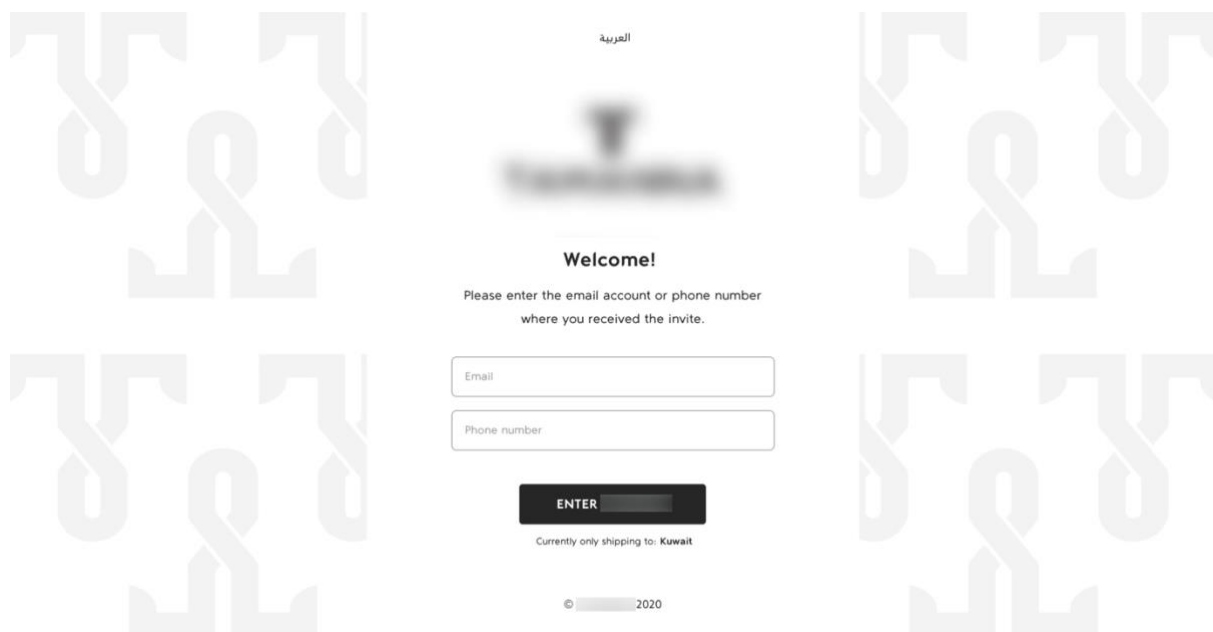 العربية
Welcome!
Please enter the email account or phone number
where you received the invite.
Email
Phone number
ENTER
Currently only shipping to: Kuwait
© 2020